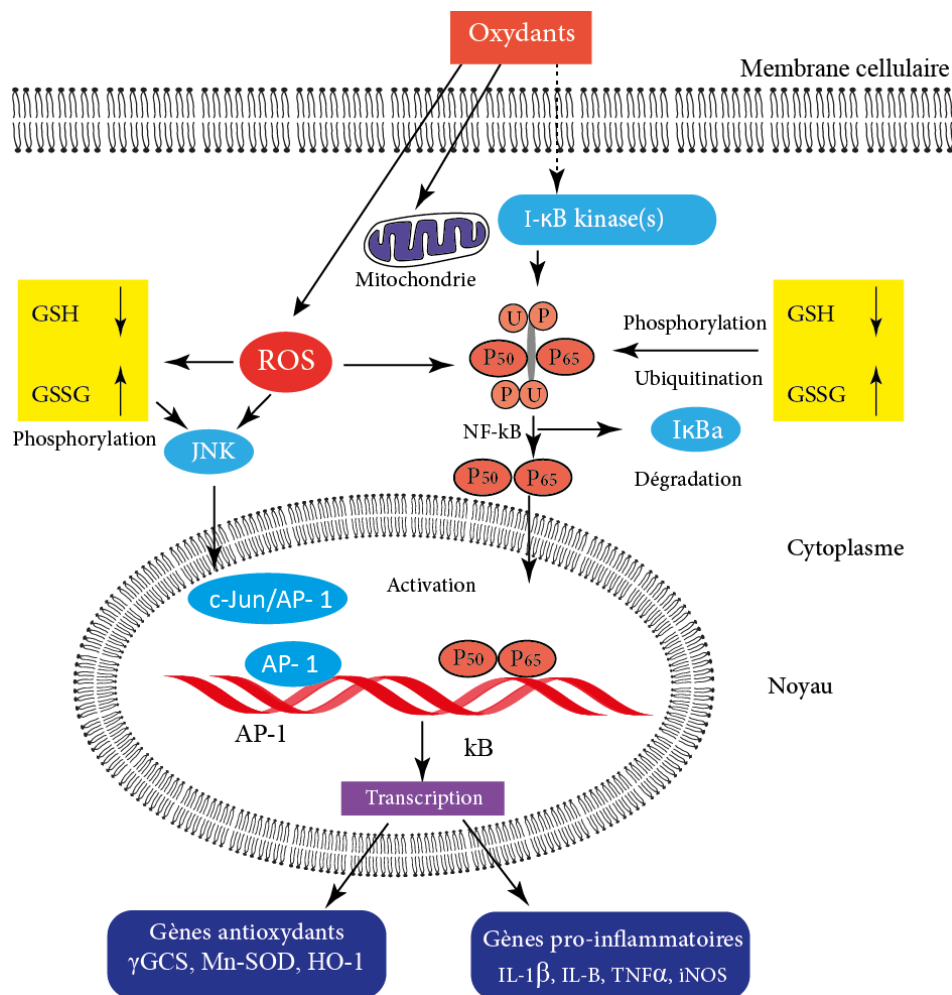 Oxydants
Membrane cellulaire
I-κB kinase(s)
Mitochondrie
GSH
GSSG
Phosphorylation
ROS
JNK
U P
P50 P65
P U
NF-kB
Phosphorylation
Ubiquitination
GSH
GSSG
IκBa
Dégradation
P50 P65
Cytoplasme
Activation
c-Jun/AP- 1
AP- 1
P50 P65
Noyau
AP-1
kB
Transcription
Gènes antioxydants
γGCS, Mn-SOD, HO-1
Gènes pro-inflammatoires
IL-1β, IL-B, TNFα, iNOS